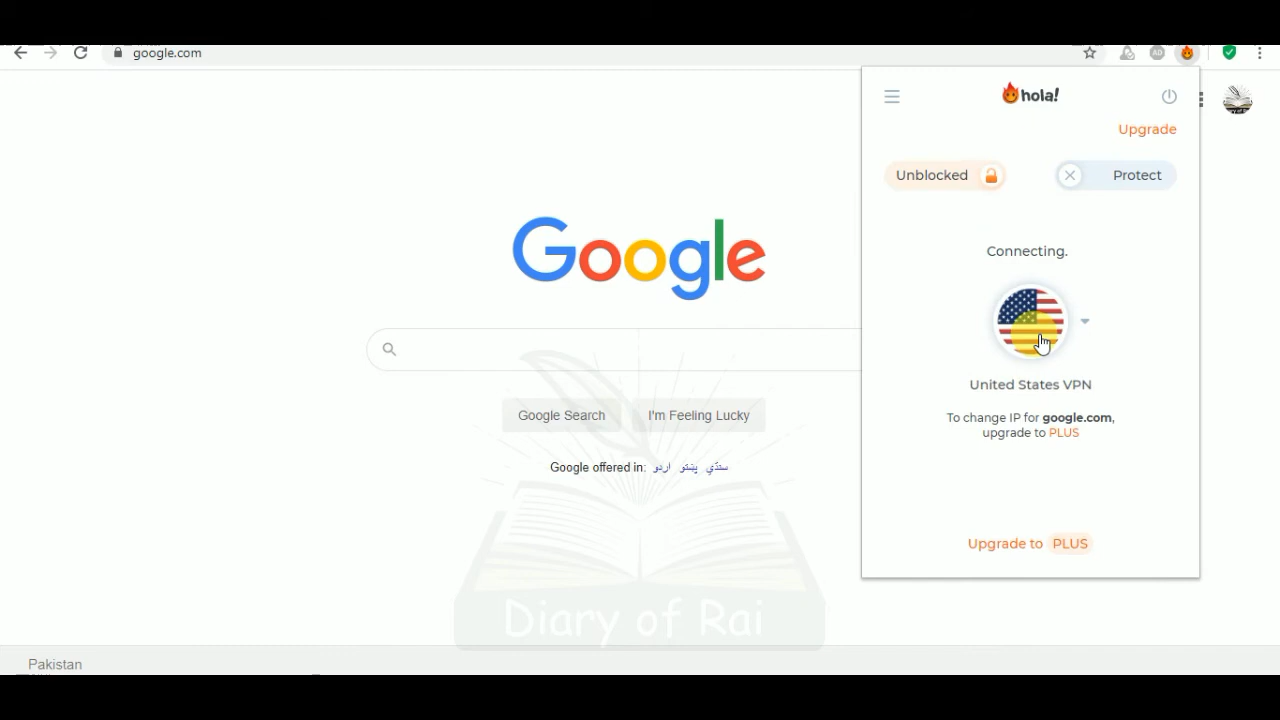 google.com
AD
hola!
Upgrade
Unblocked
Protect
Connecting.
Google
United States VPN
Google Search
I'm Feeling Lucky
To change IP for google.com,
upgrade to PLUS
Google offered in: اردو پښتو سنڌي
Upgrade to PLUS
Diary of Rai
Pakistan